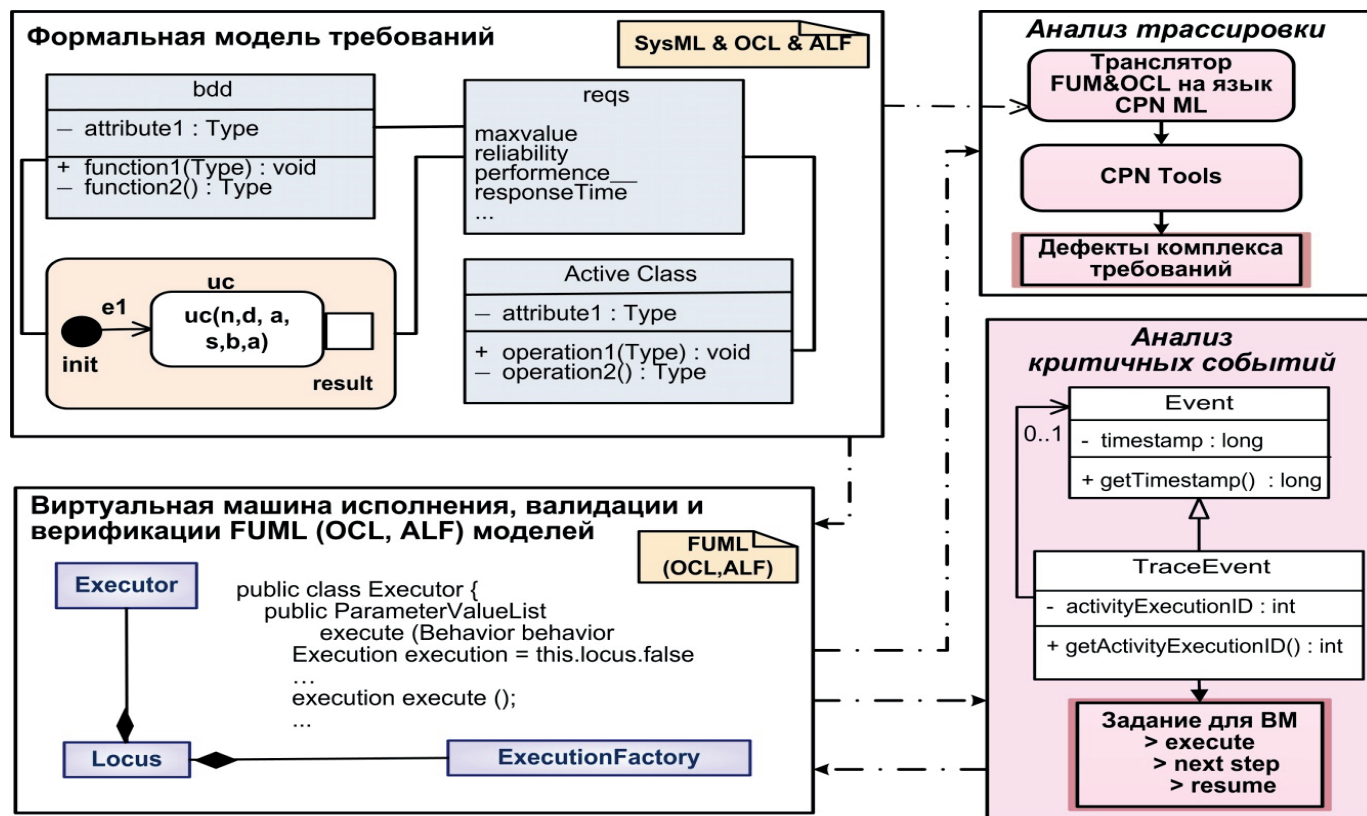 Формальная модель требований
SysML & OCL & ALF
bdd
– attribute1 : Type
+ function1(Type) : void
– function2() : Type
reqs
maxvalue
reliability
performence__
responseTime
...
uc
e1
uc(n,d, a,
s,b,a)
init
result
Active Class
– attribute1 : Type
+ operation1(Type) : void
– operation2() : Type
Анализ трассировки
Транслятор
FUM&OCL на язык
CPN ML
CPN Tools
Дефекты комплекса
требований
Анализ
критичных событий
Event
0..1
- timestamp : long
+ getTimestamp() : long
TraceEvent
- activityExecutionID : int
+ getActivityExecutionID() : int
Задание для ВМ
> execute
> next step
> resume
Виртуальная машина исполнения, валидации и
верификации FUML (OCL, ALF) моделей
FUML
(OCL,ALF)
Executor
public class Executor {
public ParameterValueList
execute (Behavior behavior
Execution execution = this.locus.false
...
execution execute ();
...
Locus
ExecutionFactory